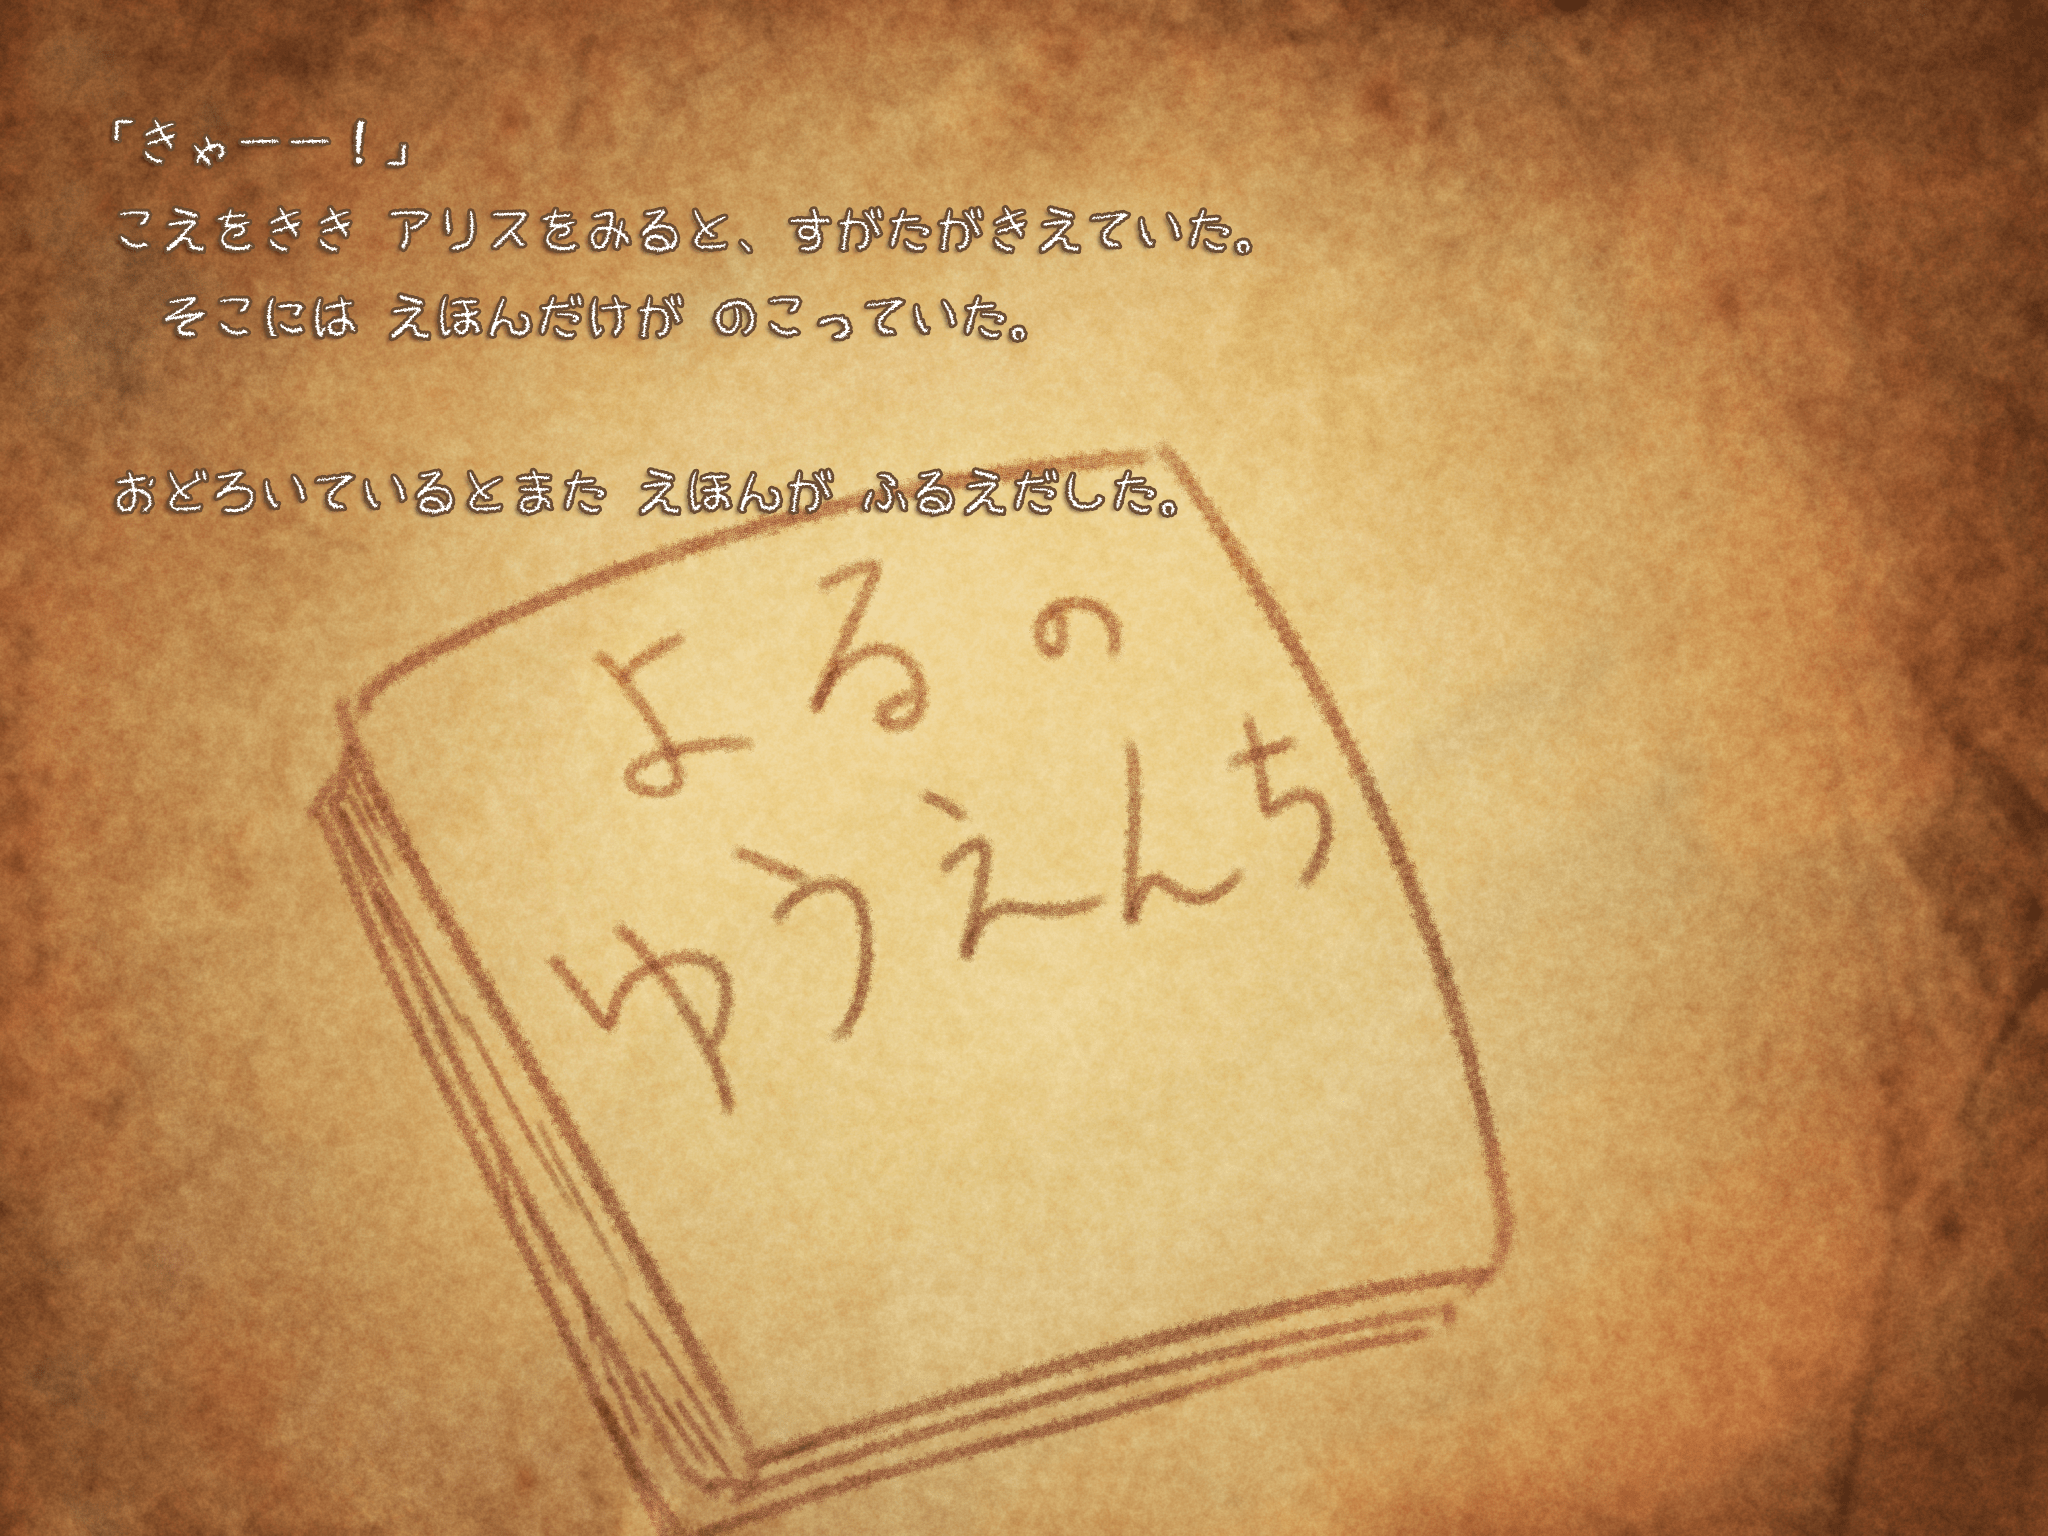 「きゃーー！」
こえをきき アリスをみると、すがたがきえていた。
そこには えほんだけが のこっていた。
おどろいているとまた えほんが ふるえだした。
よるの
ゆうえんち